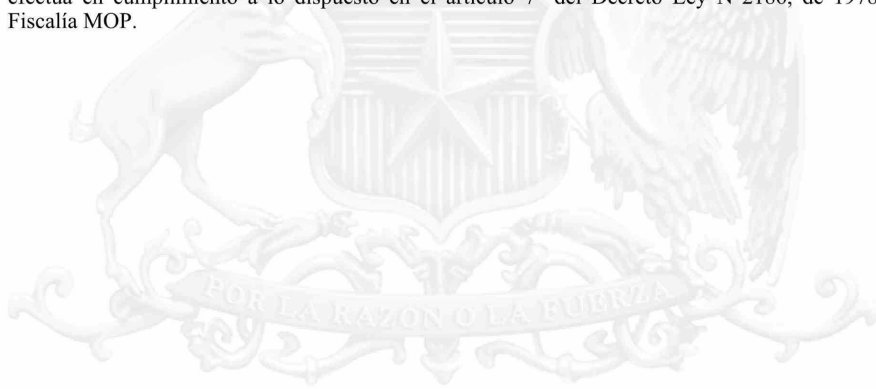 efectúa en cumplimiento a lo dispuesto en el artículo 7° del Decreto Ley N°2186, de 1978
Fiscalía MOP.
POR LA RAZÓN O LA FUERZA